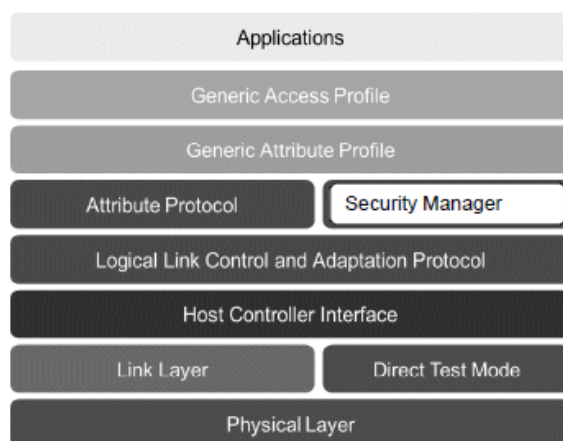 Applications
Generic Access Profile
Generic Attribute Profile
Attribute Protocol
Security Manager
Logical Link Control and Adaptation Protocol
Host Controller Interface
Link Layer
Direct Test Mode
Physical Layer